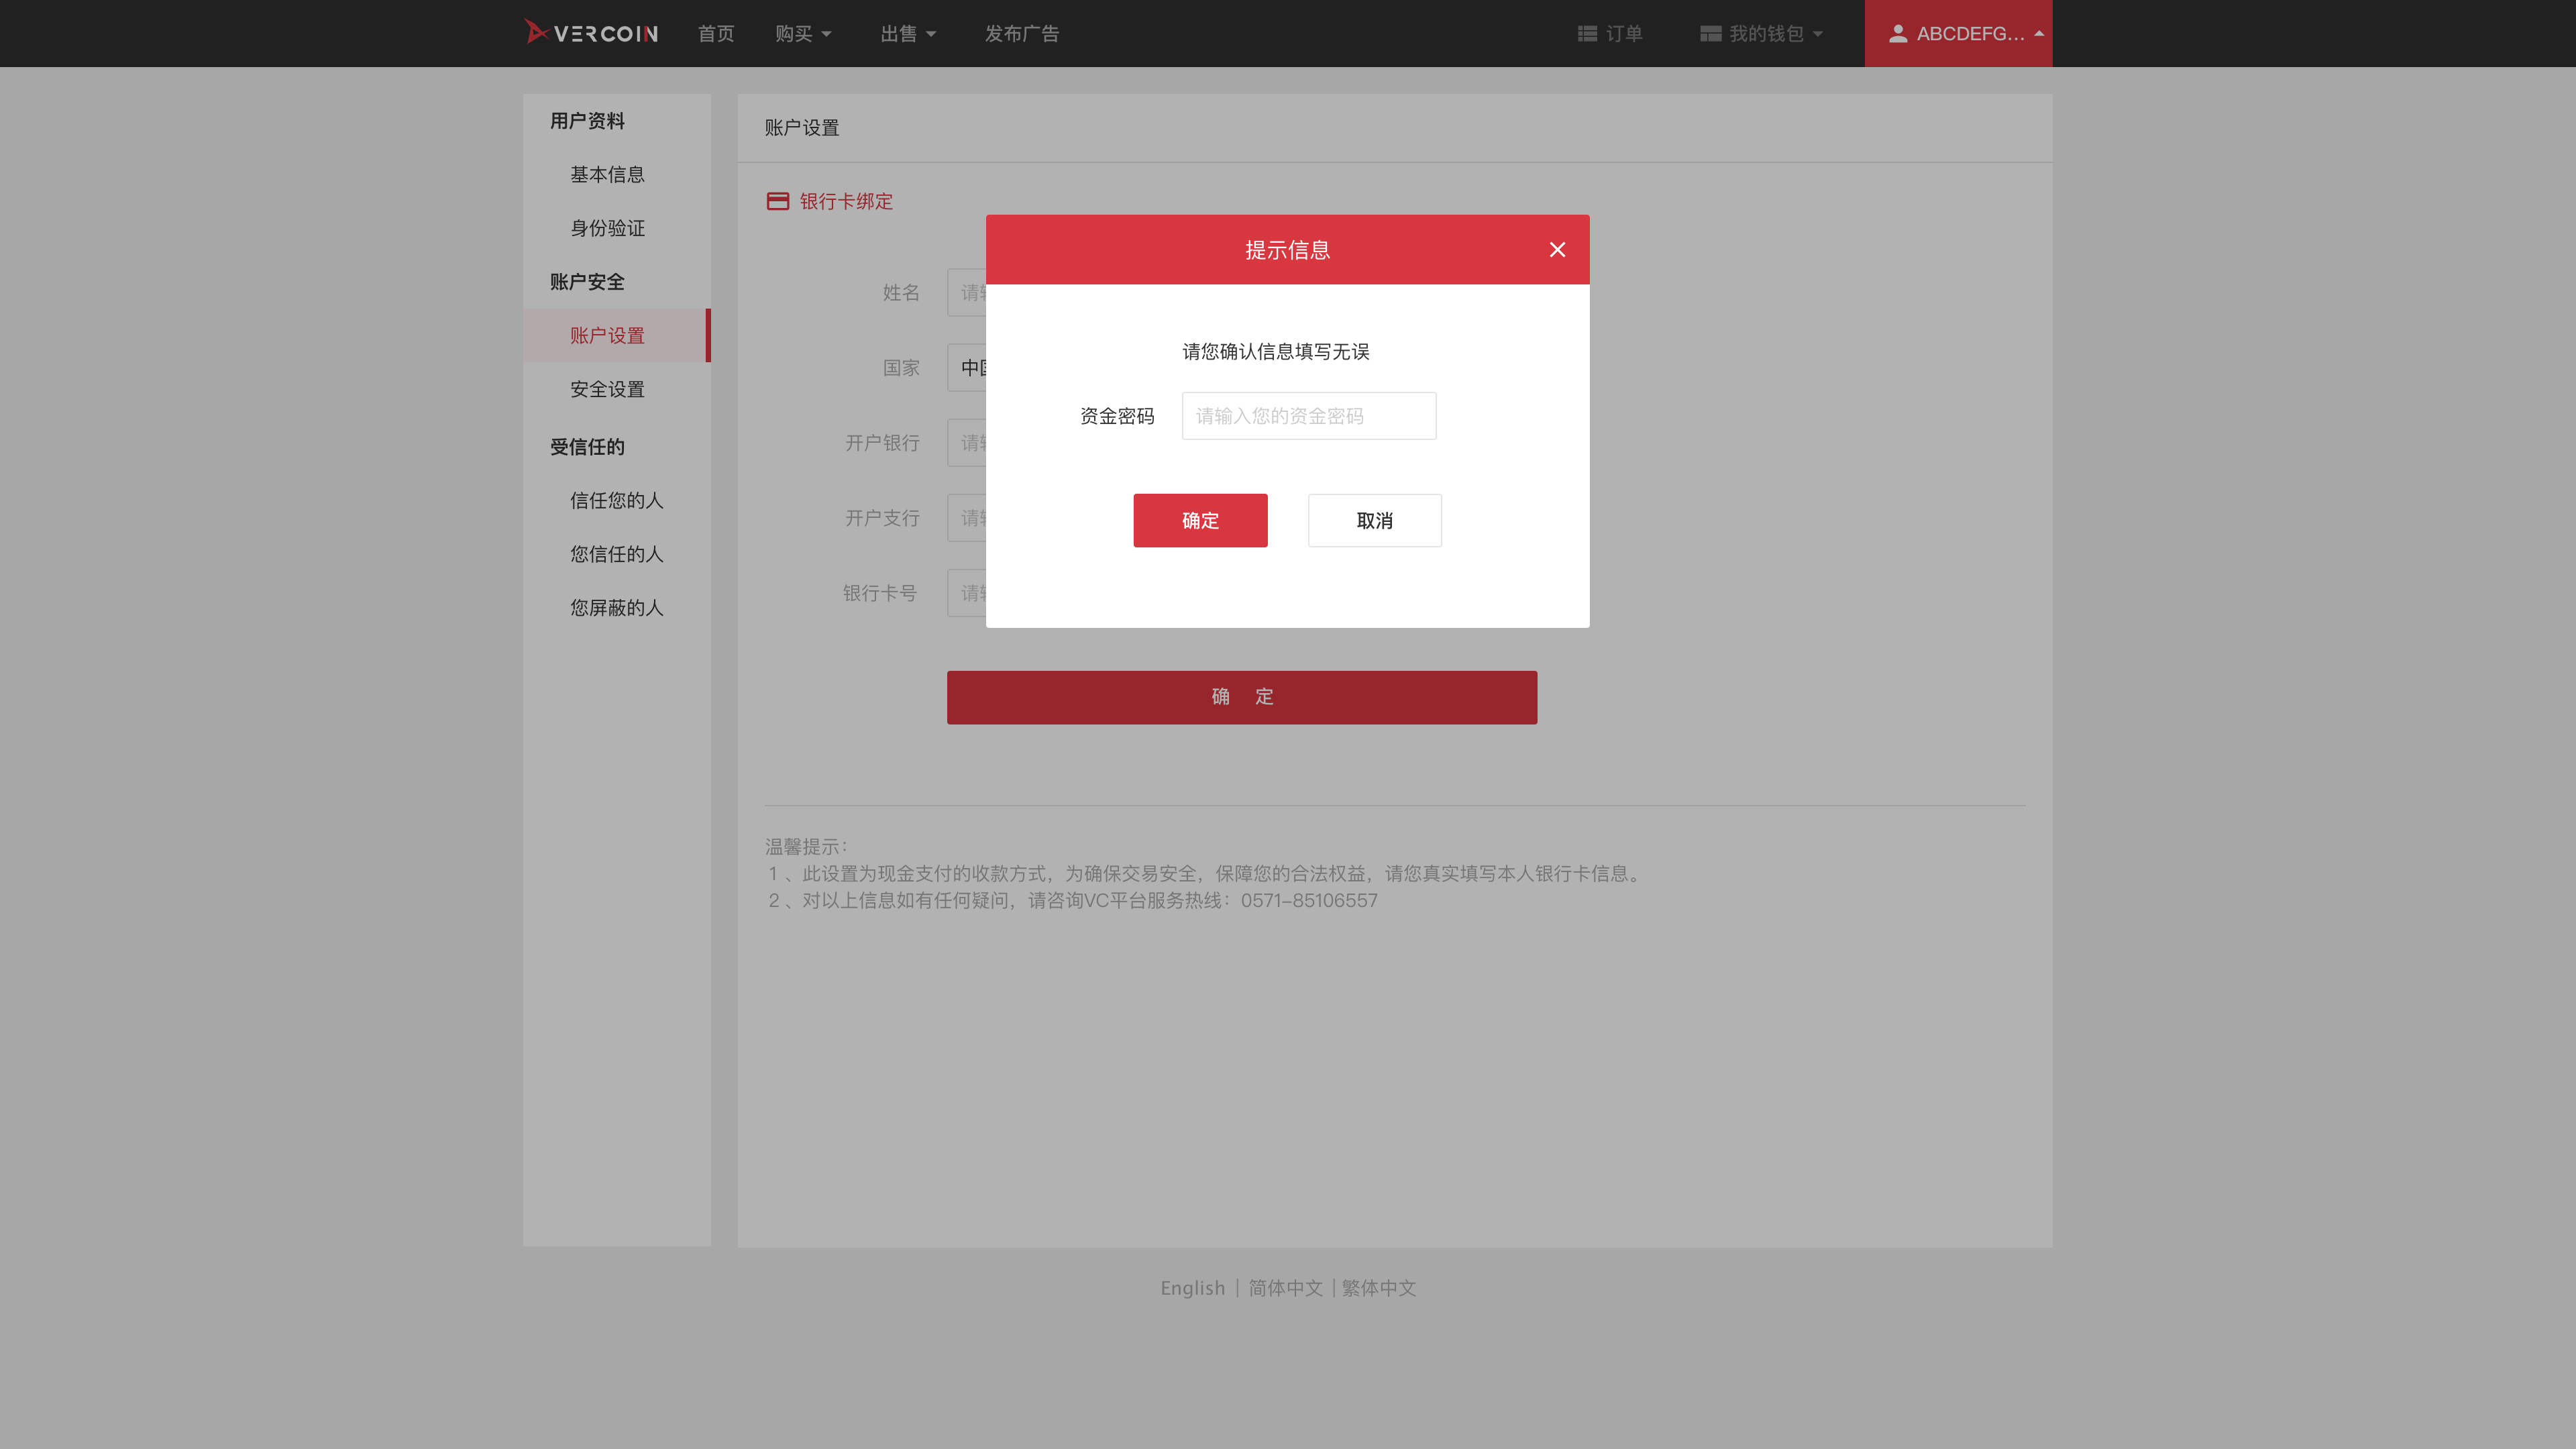 VERCOIN 首页 购买 出售 发布广告 订单 我的钱包 ABCDEFG...
用户资料
基本信息
身份验证
账户安全
账户设置
安全设置
受信任的
信任您的人
您信任的人
您屏蔽的人
账户设置
银行卡绑定
姓名 请
国家 中
开户银行 请
开户支行 请
银行卡号 请
确 定
提示信息
请您确认信息填写无误
资金密码 请输入您的资金密码
确定 取消
温馨提示：
1 、此设置为现金支付的收款方式，为确保交易安全，保障您的合法权益，请您真实填写本人银行卡信息。
2 、对以上信息如有任何疑问，请咨询VC平台服务热线：0571-85106557
English | 简体中文 | 繁体中文